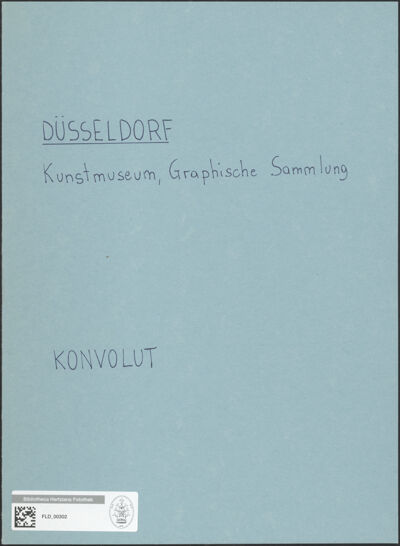 DÜSSELDORF
Kunstmuseum, Graphische Sammlung
KONVOLUT
Bibliotheca Hertziana Fotothek
FLD_00302